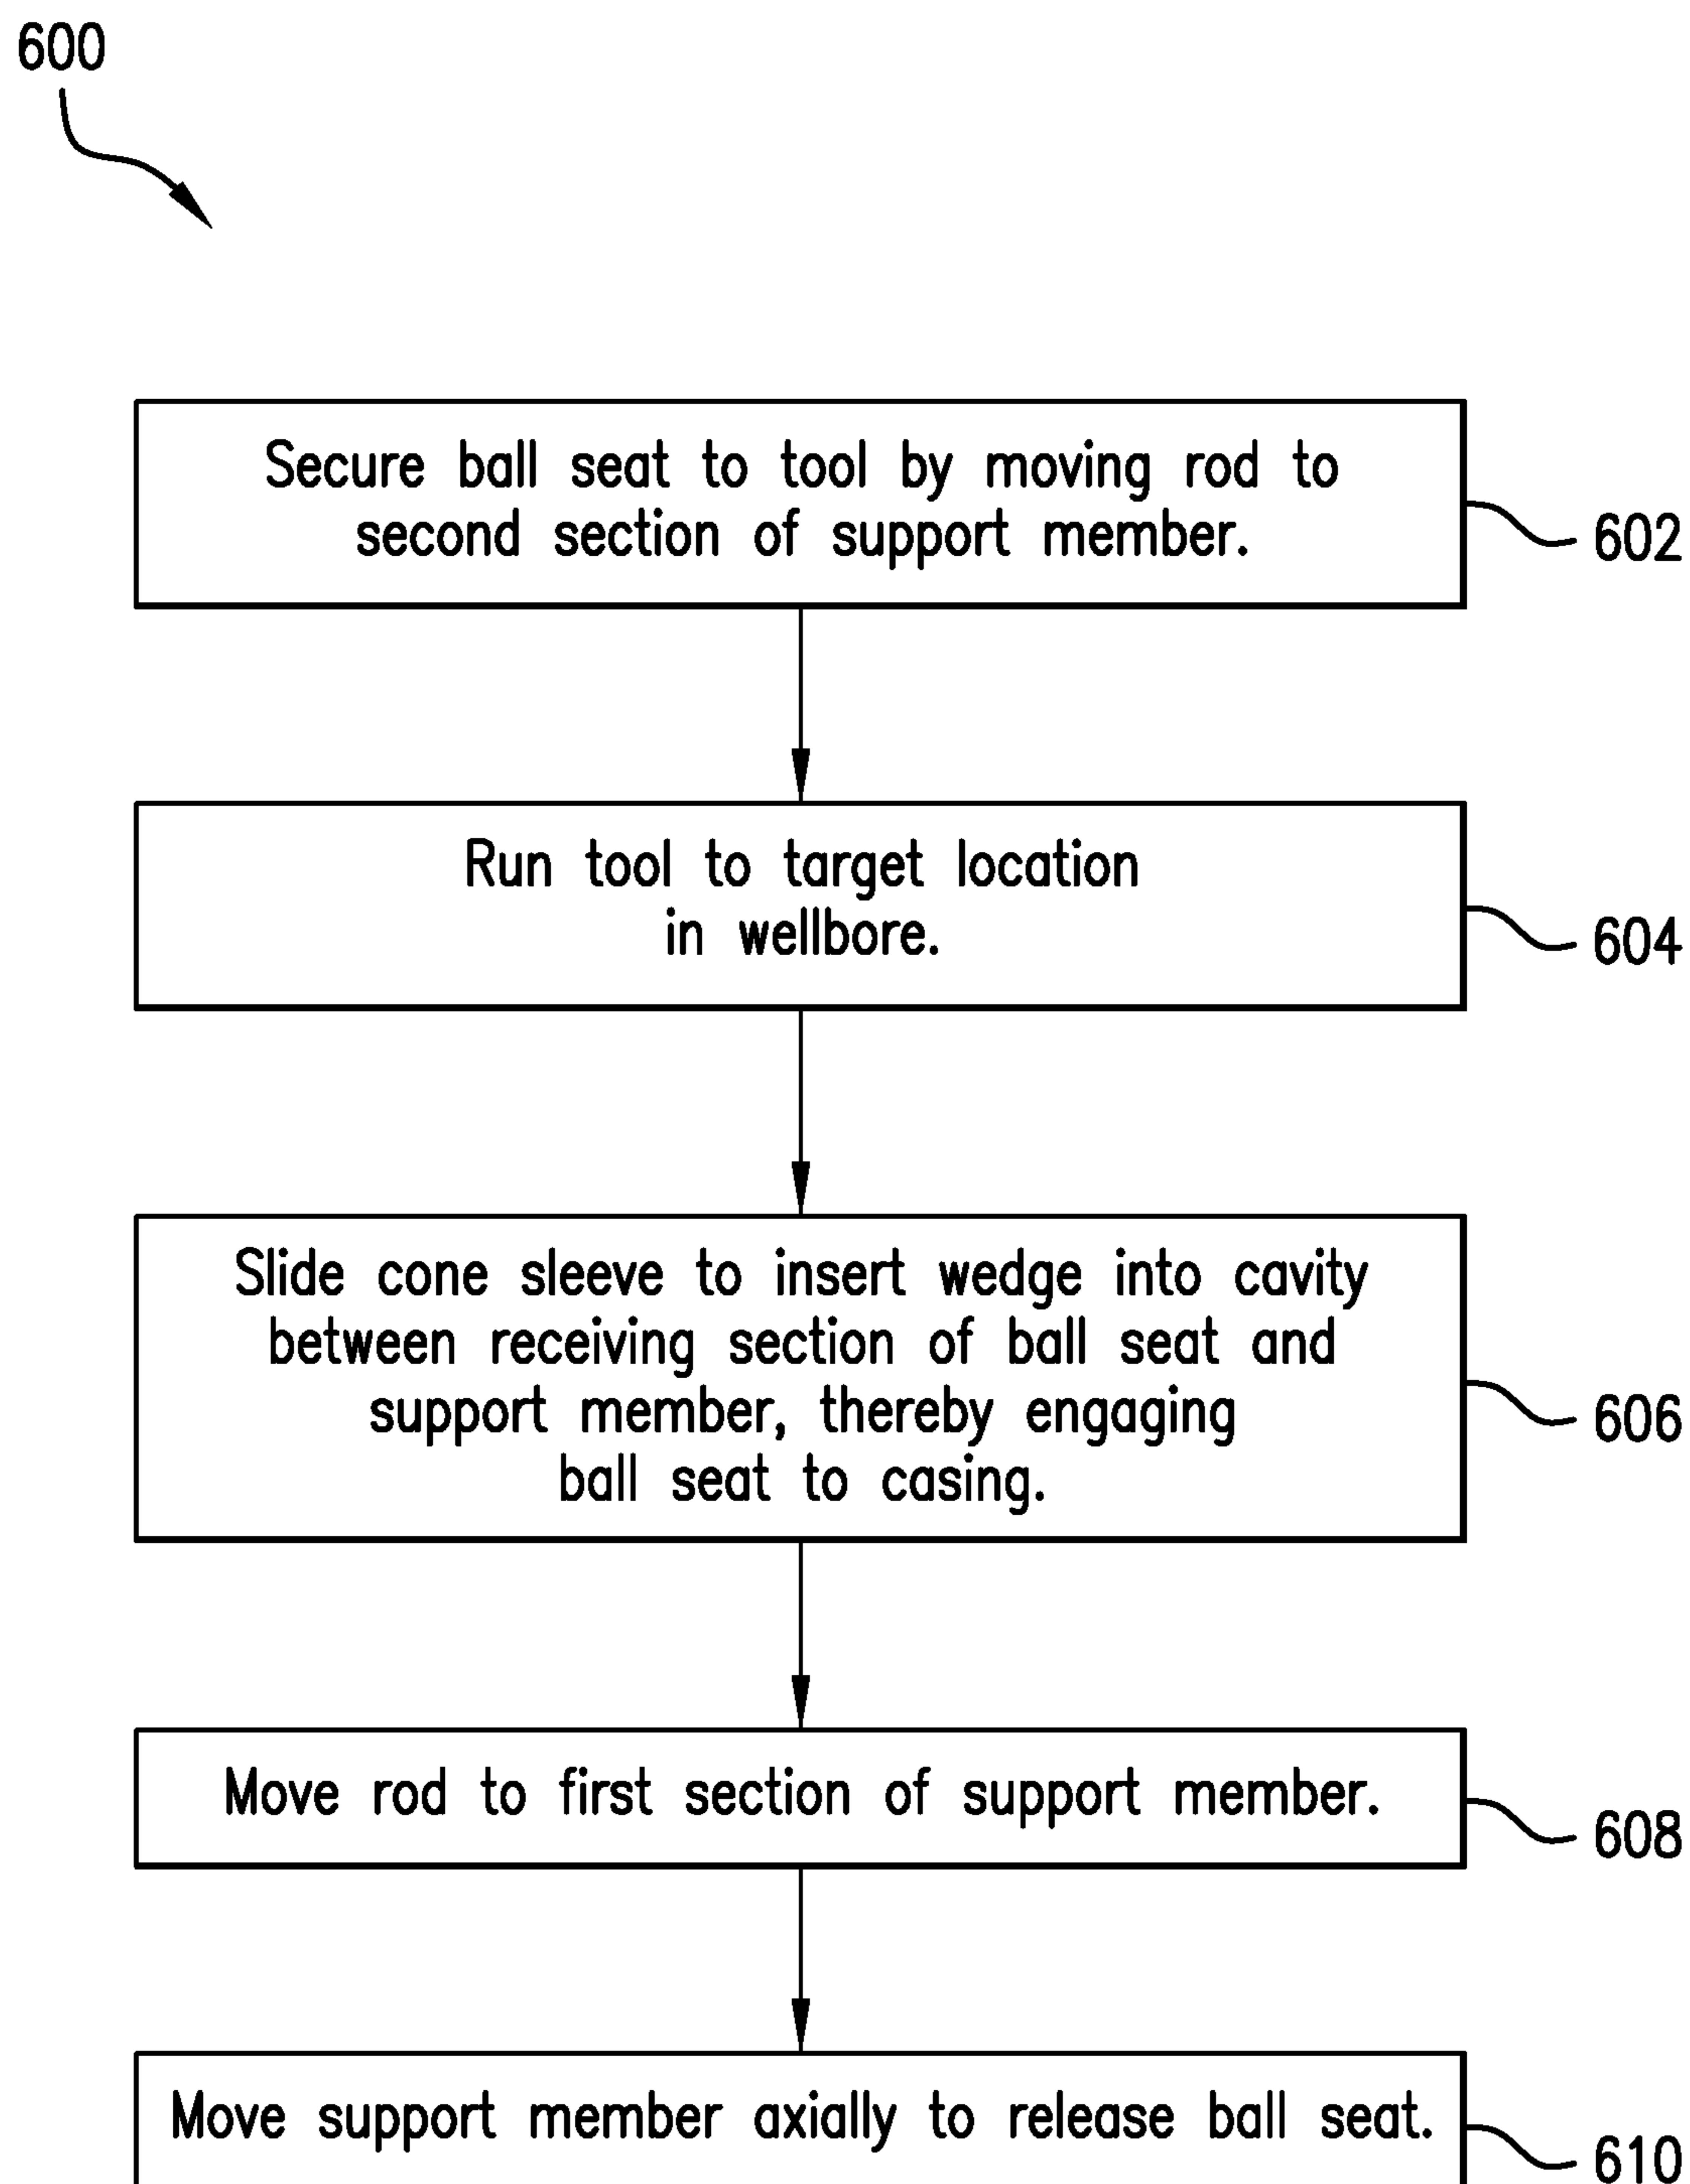 600
Secure ball seat to tool by moving rod to
second section of support member.
602
Run tool to target location
in wellbore.
604
Slide cone sleeve to insert wedge into cavity
between receiving section of ball seat and
support member, thereby engaging
ball seat to casing.
606
Move rod to first section of support member.
608
Move support member axially to release ball seat.
610